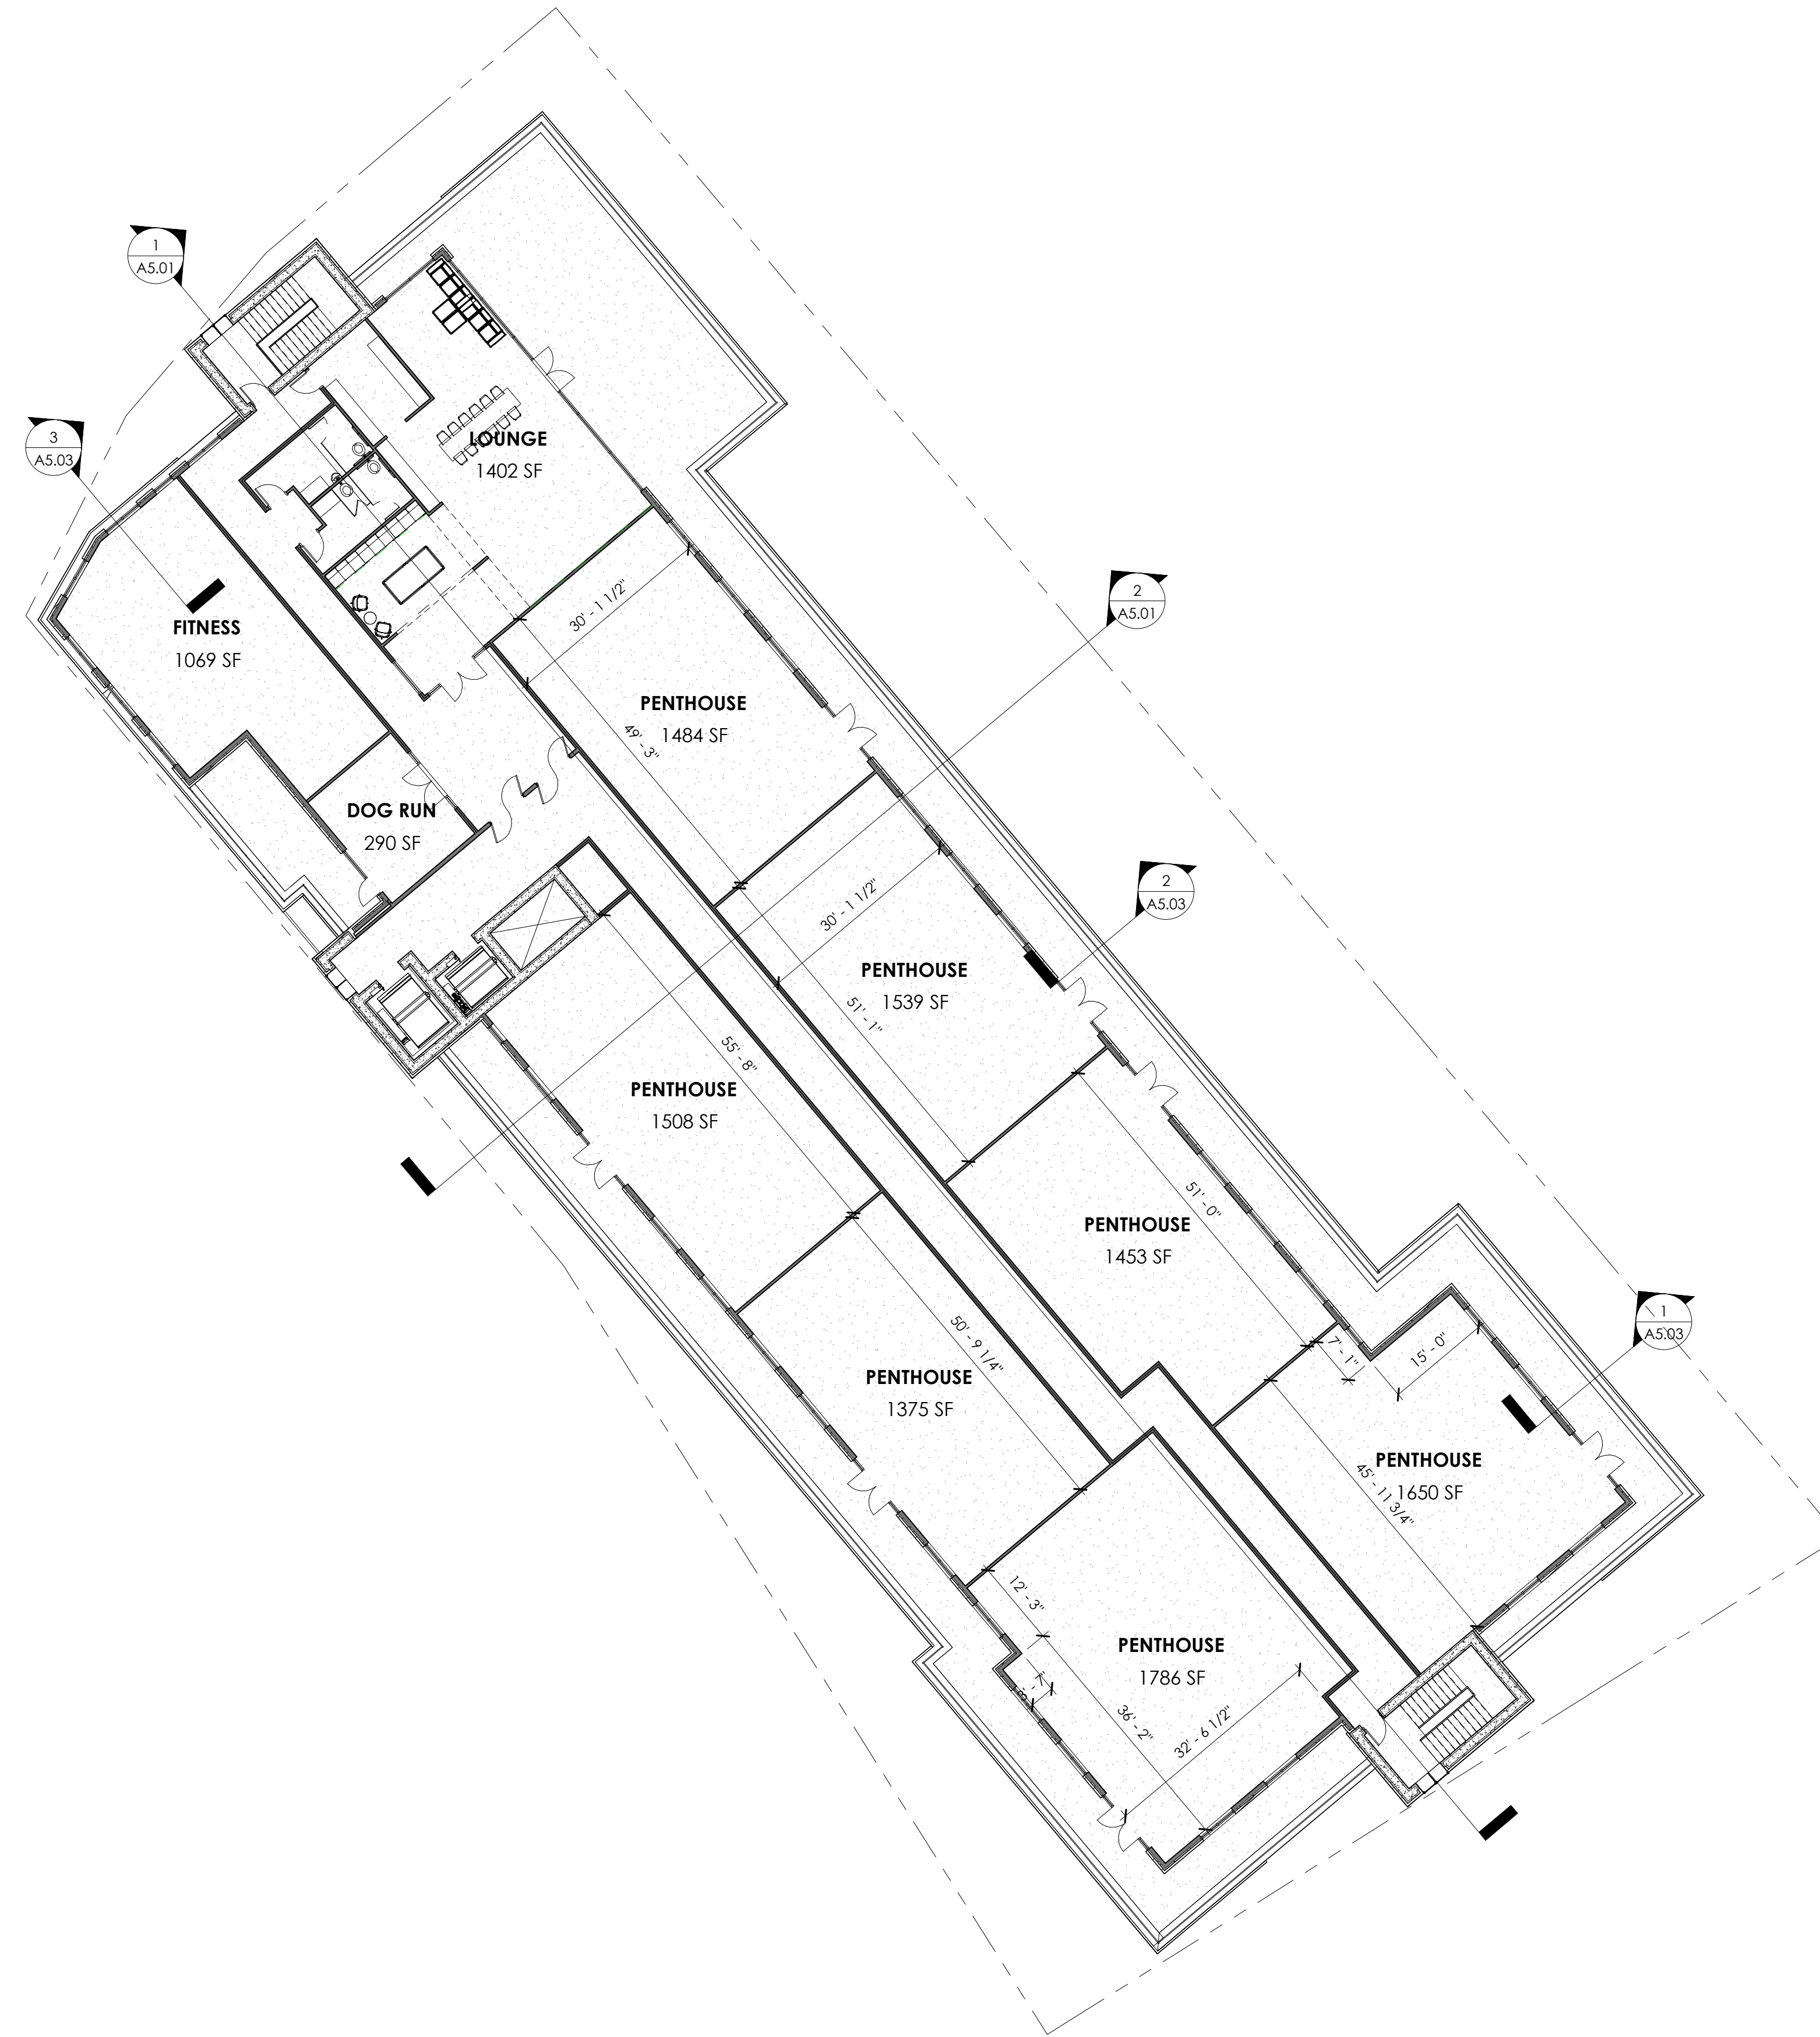 1
A5.01
3
A5.03
LOUNGE
1402 SF
2
A5.01
30' - 1 1/2"
FITNESS
1069 SF
PENTHOUSE
1484 SF
49' - 3"
DOG RUN
290 SF
2
A5.03
30' - 1 1/2"
PENTHOUSE
1539 SF
51' - 1"
55' - 8"
PENTHOUSE
1508 SF
51' - 0"
PENTHOUSE
1453 SF
1
A5.03
50' - 9 1/4"
7' - 1"
15' - 0"
PENTHOUSE
1375 SF
PENTHOUSE
1650 SF
45' - 11 3/4"
12' - 3"
PENTHOUSE
1786 SF
36' - 2"
32' - 6 1/2"